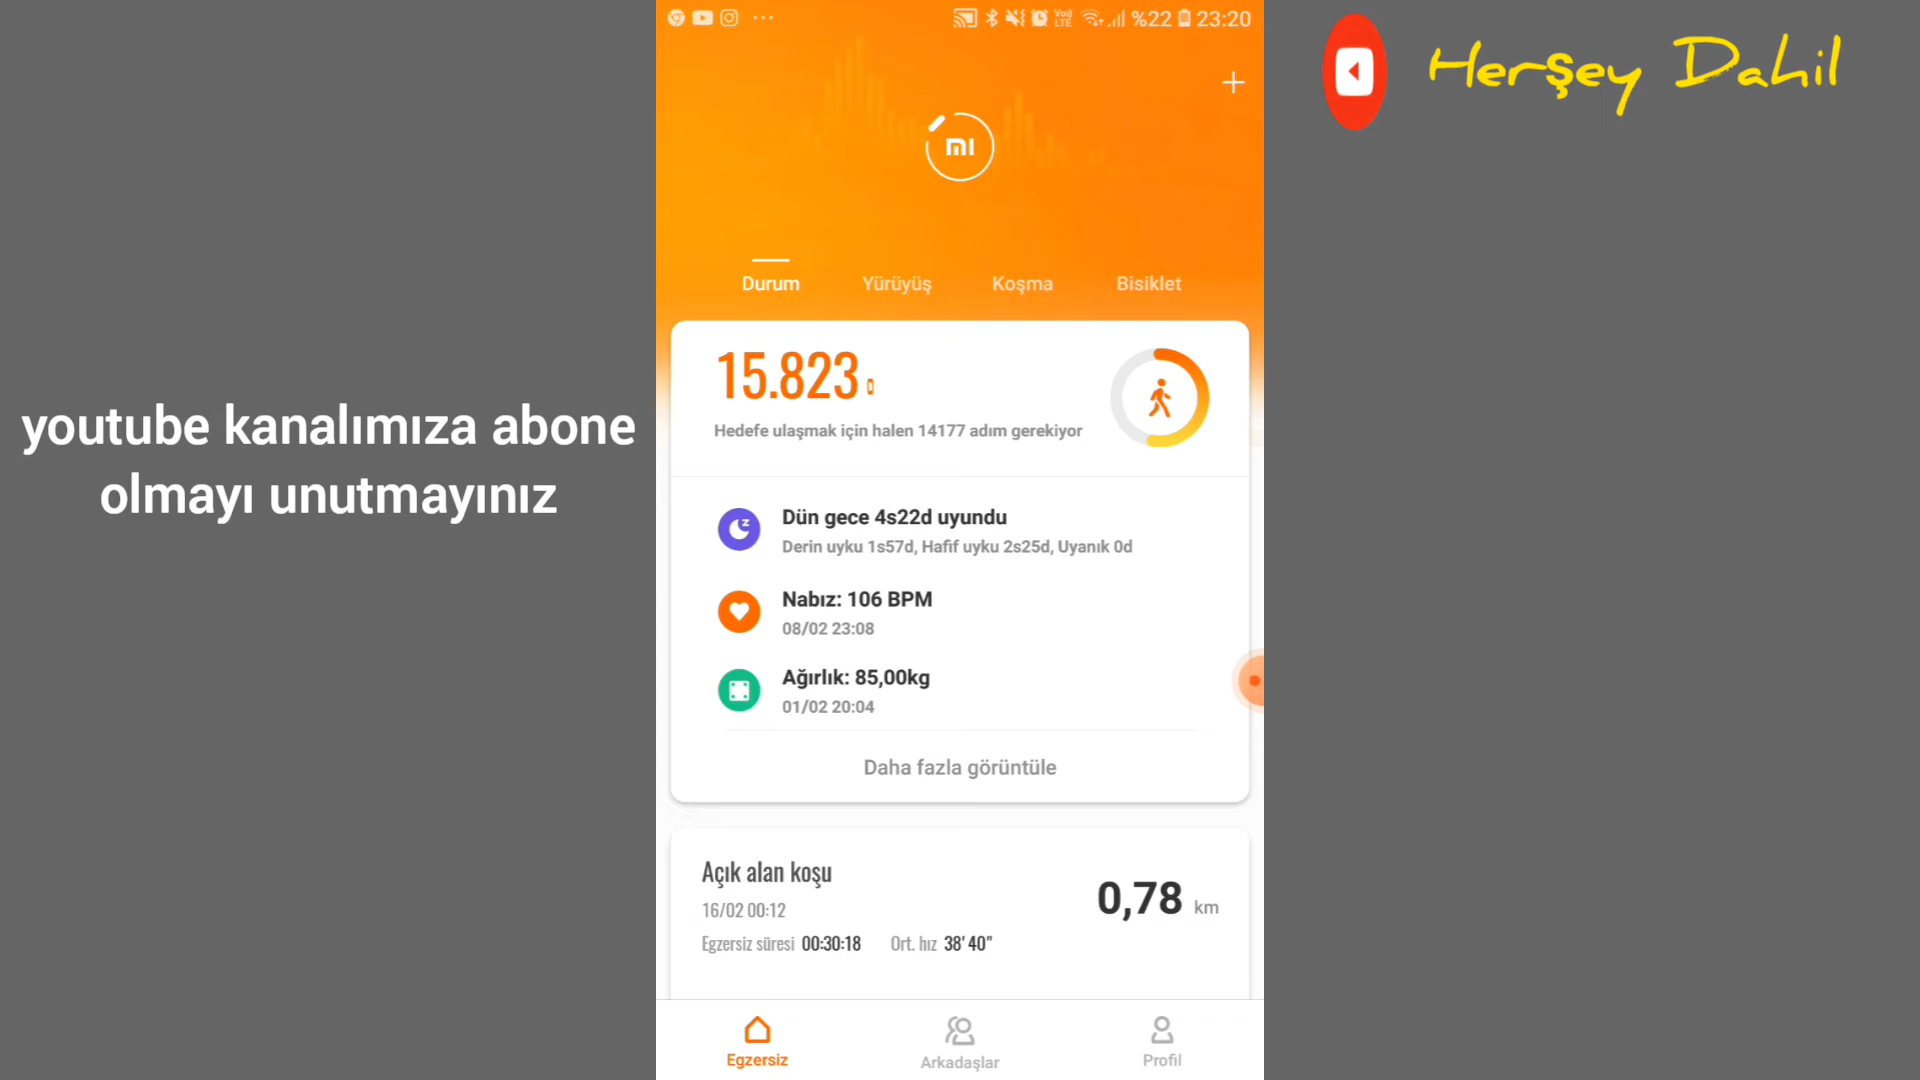 %22 23:20
Herşey Dahil
mı
Durum Yürüyüş Koşma Bisiklet
15.823
Hedefe ulaşmak için halen 14177 adım gerekiyor
youtube kanalımıza abone
olmayı unutmayınız
Dün gece 4s22d uyundu
Derin uyku 1s57d, Hafif uyku 2s25d, Uyanık 0d
Nabız: 106 BPM
08/02 23:08
Ağırlık: 85,00kg
01/02 20:04
Daha fazla görüntüle
Açık alan koşu
0,78 km
16/02 00:12
Egzersiz süresi 00:30:18 Ort. hız 38'40"
Egzersiz Arkadaşlar Profil